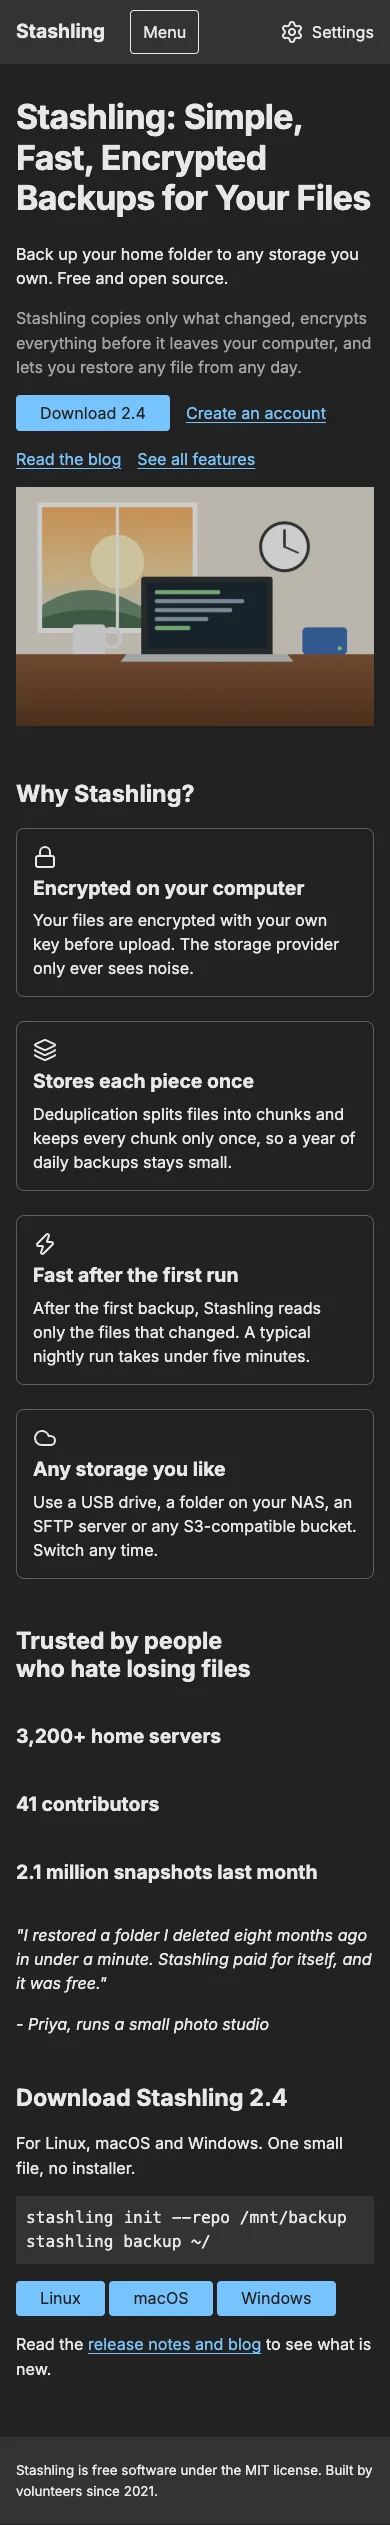 Stashling
Menu
Settings
Stashling: Simple,
Fast, Encrypted
Backups for Your Files
Back up your home folder to any storage you
own. Free and open source.
Stashling copies only what changed, encrypts
everything before it leaves your computer, and
lets you restore any file from any day.
Download 2.4
Create an account
Read the blog
See all features
Why Stashling?
Encrypted on your computer
Your files are encrypted with your own
key before upload. The storage provider
only ever sees noise.
Stores each piece once
Deduplication splits files into chunks and
keeps every chunk only once, so a year of
daily backups stays small.
Fast after the first run
After the first backup, Stashling reads
only the files that changed. A typical
nightly run takes under five minutes.
Any storage you like
Use a USB drive, a folder on your NAS, an
SFTP server or any S3-compatible bucket.
Switch any time.
Trusted by people
who hate losing files
3,200+ home servers
41 contributors
2.1 million snapshots last month
"I restored a folder I deleted eight months ago
in under a minute. Stashling paid for itself, and
it was free."
- Priya, runs a small photo studio
Download Stashling 2.4
For Linux, macOS and Windows. One small
file, no installer.
stashling init --repo /mnt/backup
stashling backup ~/
Linux
macOS
Windows
Read the release notes and blog to see what is
new.
Stashling is free software under the MIT license. Built by
volunteers since 2021.